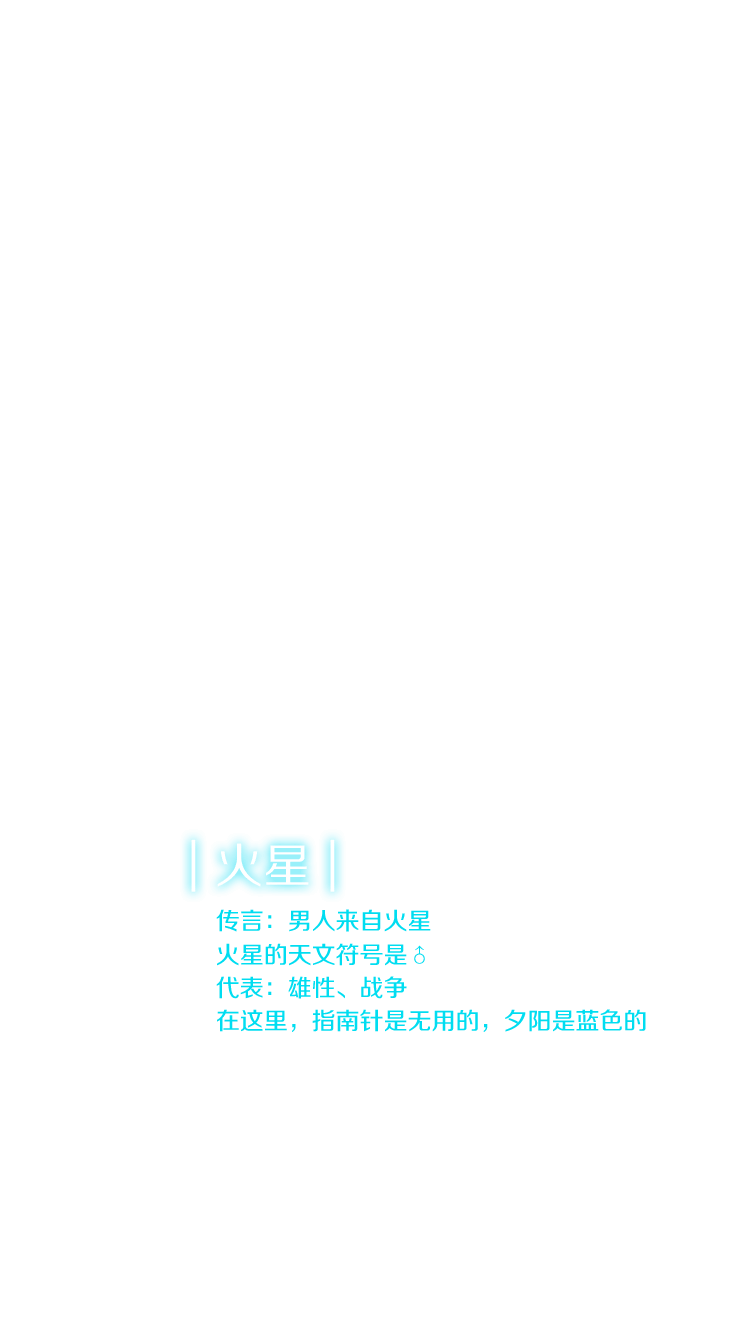 | 火星 |
传言：男人来自火星
火星的天文符号是♂
代表：雄性、战争
在这里，指南针是无用的，夕阳是蓝色的